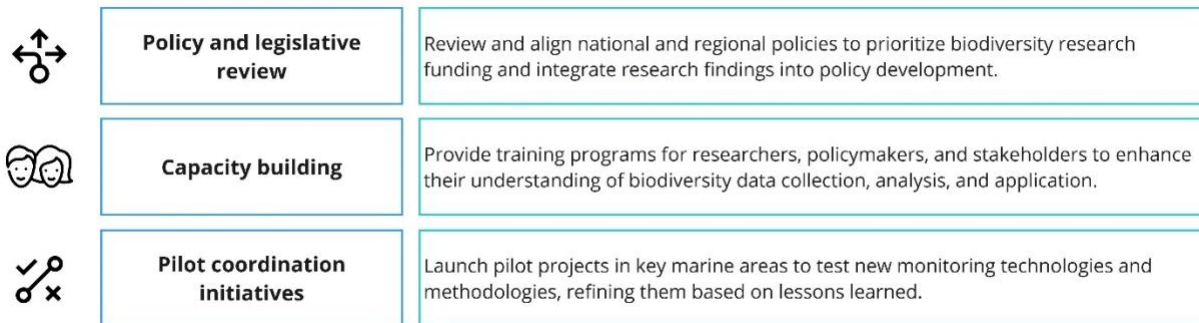 Policy and legislative
review
Review and align national and regional policies to prioritize biodiversity research
funding and integrate research findings into policy development.
Capacity building
Provide training programs for researchers, policymakers, and stakeholders to enhance
their understanding of biodiversity data collection, analysis, and application.
Pilot coordination
initiatives
Launch pilot projects in key marine areas to test new monitoring technologies and
methodologies, refining them based on lessons learned.